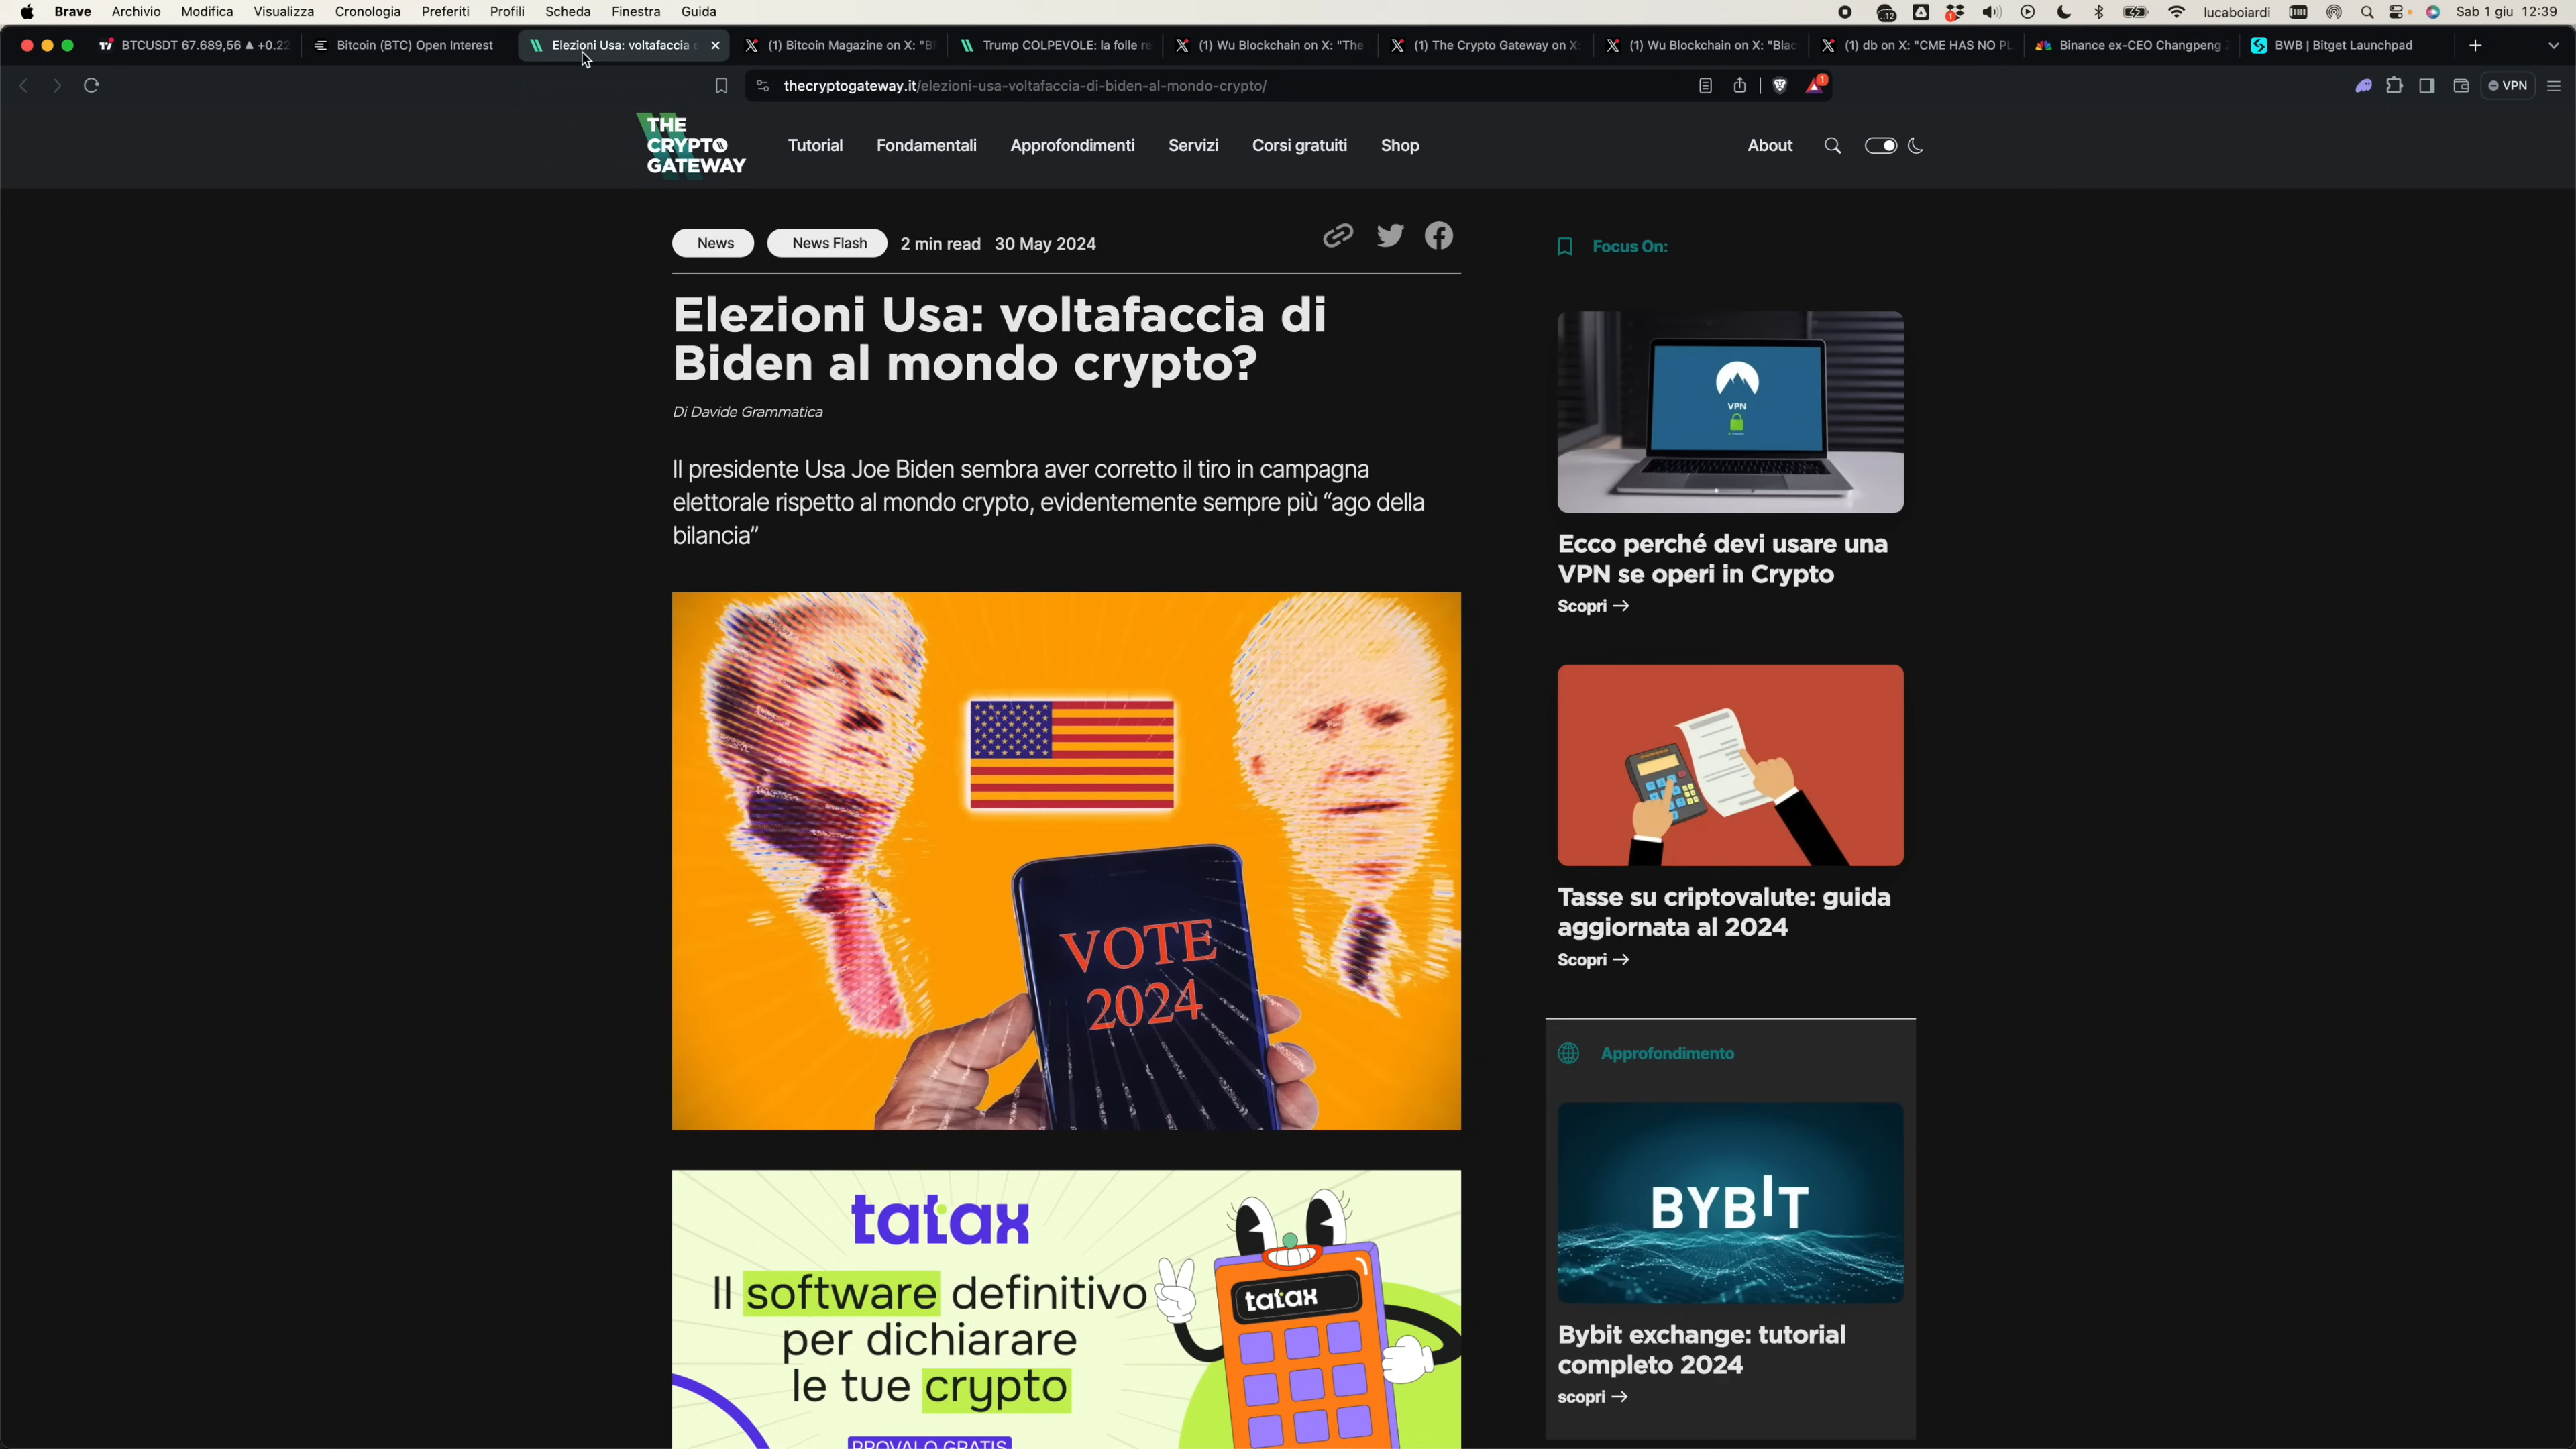 Brave Archivio Modifica Visualizza Cronologia Preferiti Profili Scheda Finestra Guida
lucaboiardi Sab 1 giu 12:39
BTCUSDT 67.689,56 ▲ +0.22
Bitcoin (BTC) Open Interest
Elezioni Usa: voltafaccia
(1) Bitcoin Magazine on X:
Trump COLPEVOLE: la folle
(1) Wu Blockchain on X: "The
(1) The Crypto Gateway on X:
(1) Wu Blockchain on X:
(1) db on X: "CME HAS NO
Binance ex-CEO Changpeng
BWB | Bitget Launchpad
thecryptogateway.it/elezioni-usa-voltafaccia-di-biden-al-mondo-crypto/
1
VPN
THE
CRYPTO
GATEWAY
Tutorial Fondamentali Approfondimenti Servizi Corsi gratuiti Shop
About
News News Flash 2 min read 30 May 2024
Elezioni Usa: voltafaccia di
Biden al mondo crypto?
Di Davide Grammatica
Il presidente Usa Joe Biden sembra aver corretto il tiro in campagna
elettorale rispetto al mondo crypto, evidentemente sempre più “ago della
bilancia”
VOTE
2024
tatax
Il software definitivo
per dichiarare
le tue crypto
PROVALO GRATIS
tatax
Focus On:
VPN
Ecco perché devi usare una
VPN se operi in Crypto
Scopri →
Tasse su criptovalute: guida
aggiornata al 2024
Scopri →
Approfondimento
BYBIT
Bybit exchange: tutorial
completo 2024
scopri →